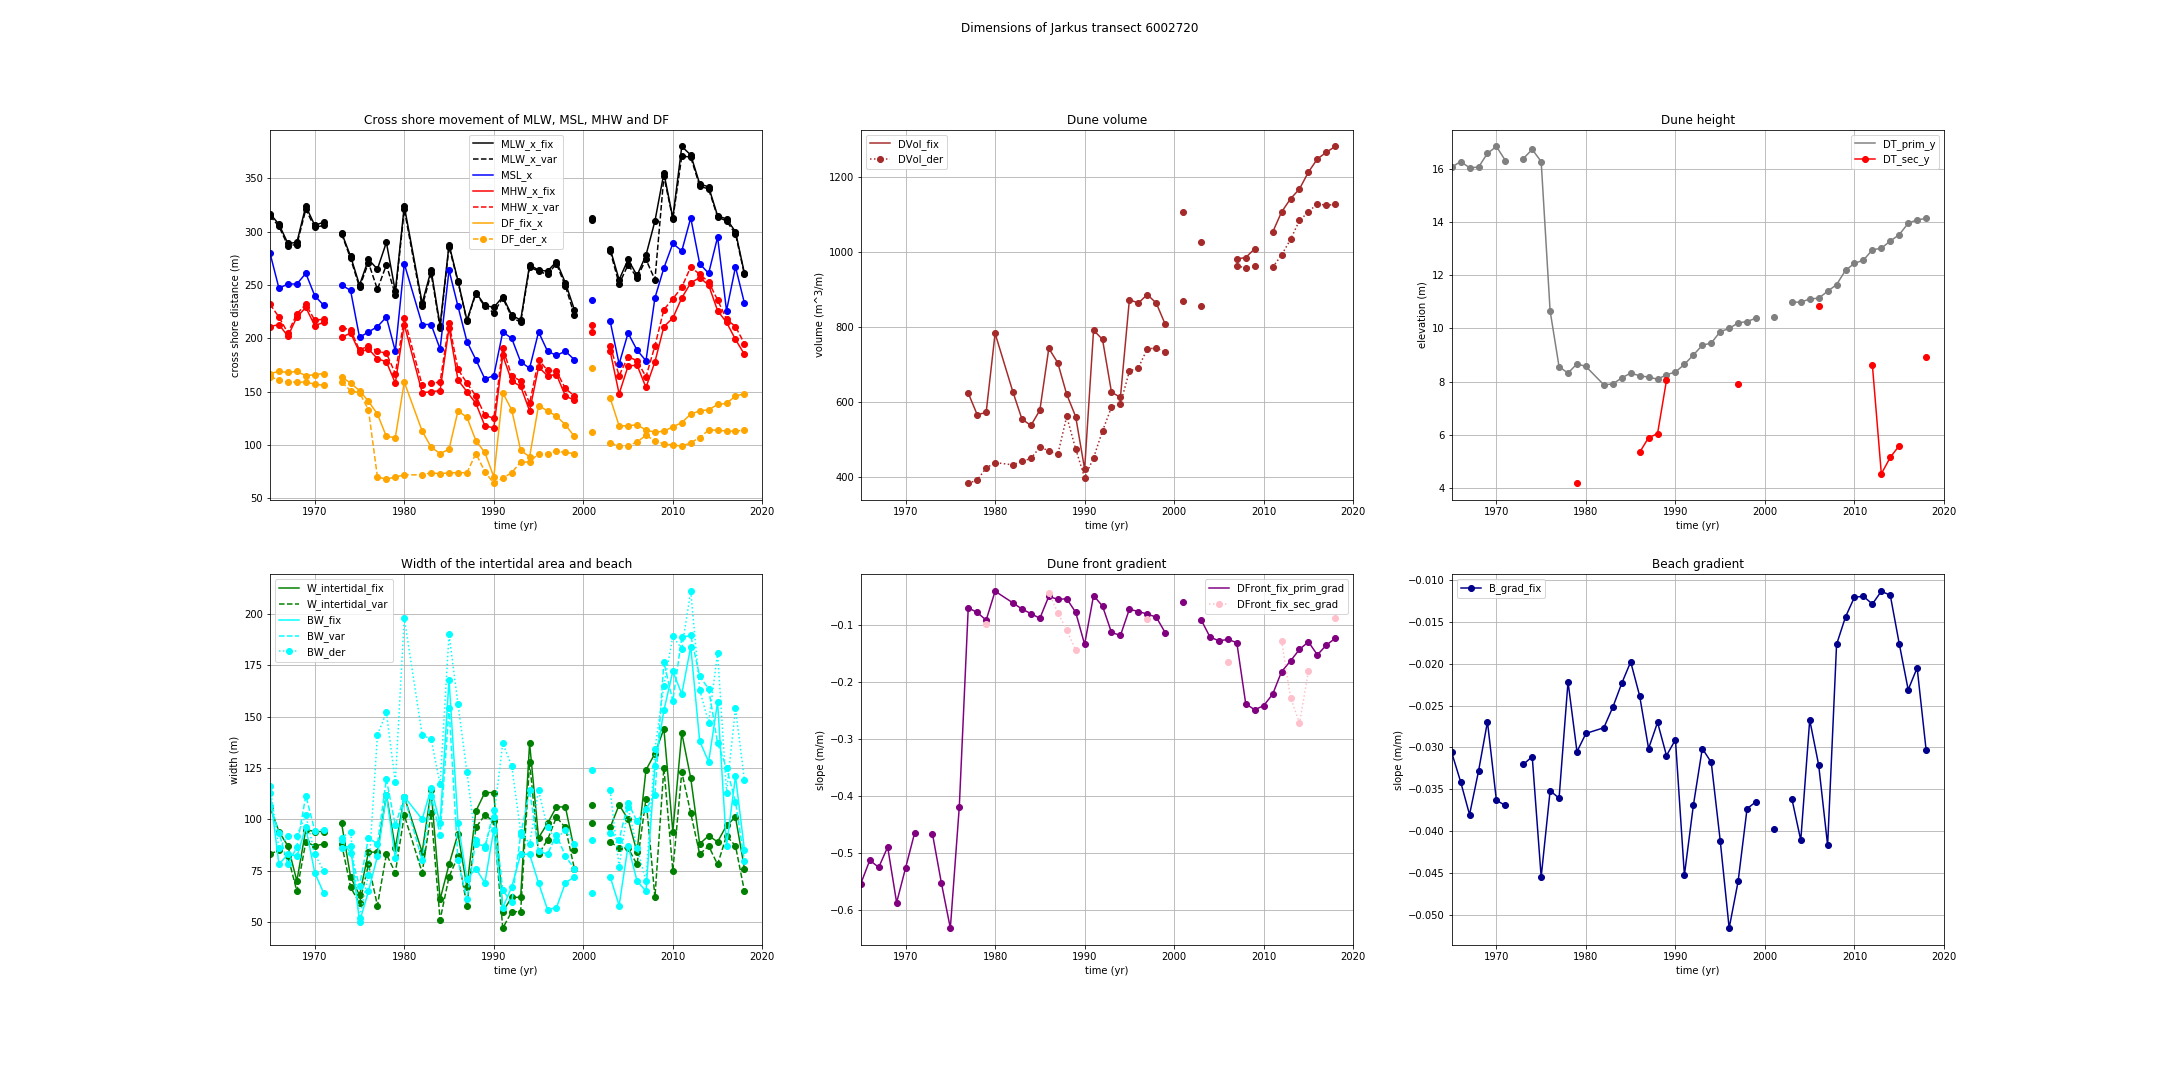 Dimensions of Jarkus transect 6002720
Cross shore movement of MLW, MSL, MHW and DF
cross shore distance (m)
350
300
250
200
150
100
50
MLW_x_fix
MLW_x_var
MSL_x
MHW_x_fix
MHW_x_var
DF_fix_x
DF_der_x
1970 1980 1990 2000 2010 2020
time (yr)
Dune volume
volume (m^3/m)
1200
1000
800
600
400
DVol_fix
DVol_der
1970 1980 1990 2000 2010 2020
time (yr)
Dune height
elevation (m)
16
14
12
10
8
6
4
DT_prim_y
DT_sec_y
1970 1980 1990 2000 2010 2020
time (yr)
Width of the intertidal area and beach
width (m)
200
175
150
125
100
75
50
W_intertidal_fix
W_intertidal_var
BW_fix
BW_var
BW_der
1970 1980 1990 2000 2010 2020
time (yr)
Dune front gradient
slope (m/m)
−0.1
−0.2
−0.3
−0.4
−0.5
−0.6
DFront_fix_prim_grad
DFront_fix_sec_grad
1970 1980 1990 2000 2010 2020
time (yr)
Beach gradient
slope (m/m)
−0.010
−0.015
−0.020
−0.025
−0.030
−0.035
−0.040
−0.045
−0.050
B_grad_fix
1970 1980 1990 2000 2010 2020
time (yr)